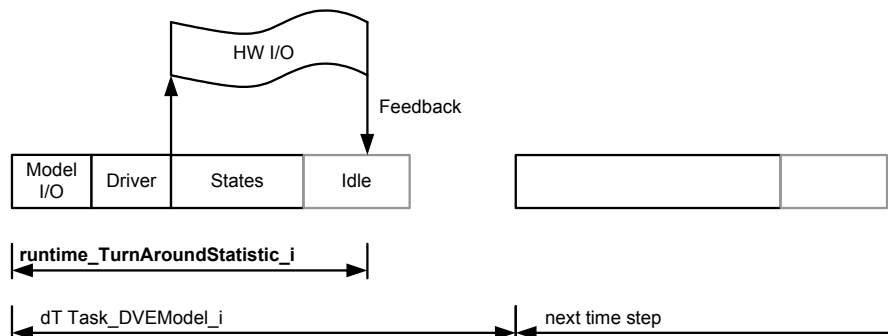 HW I/O
Feedback
Model
I/O
Driver
States
Idle
runtime_TurnAroundStatistic_i
dT Task_DVEModel_i
next time step